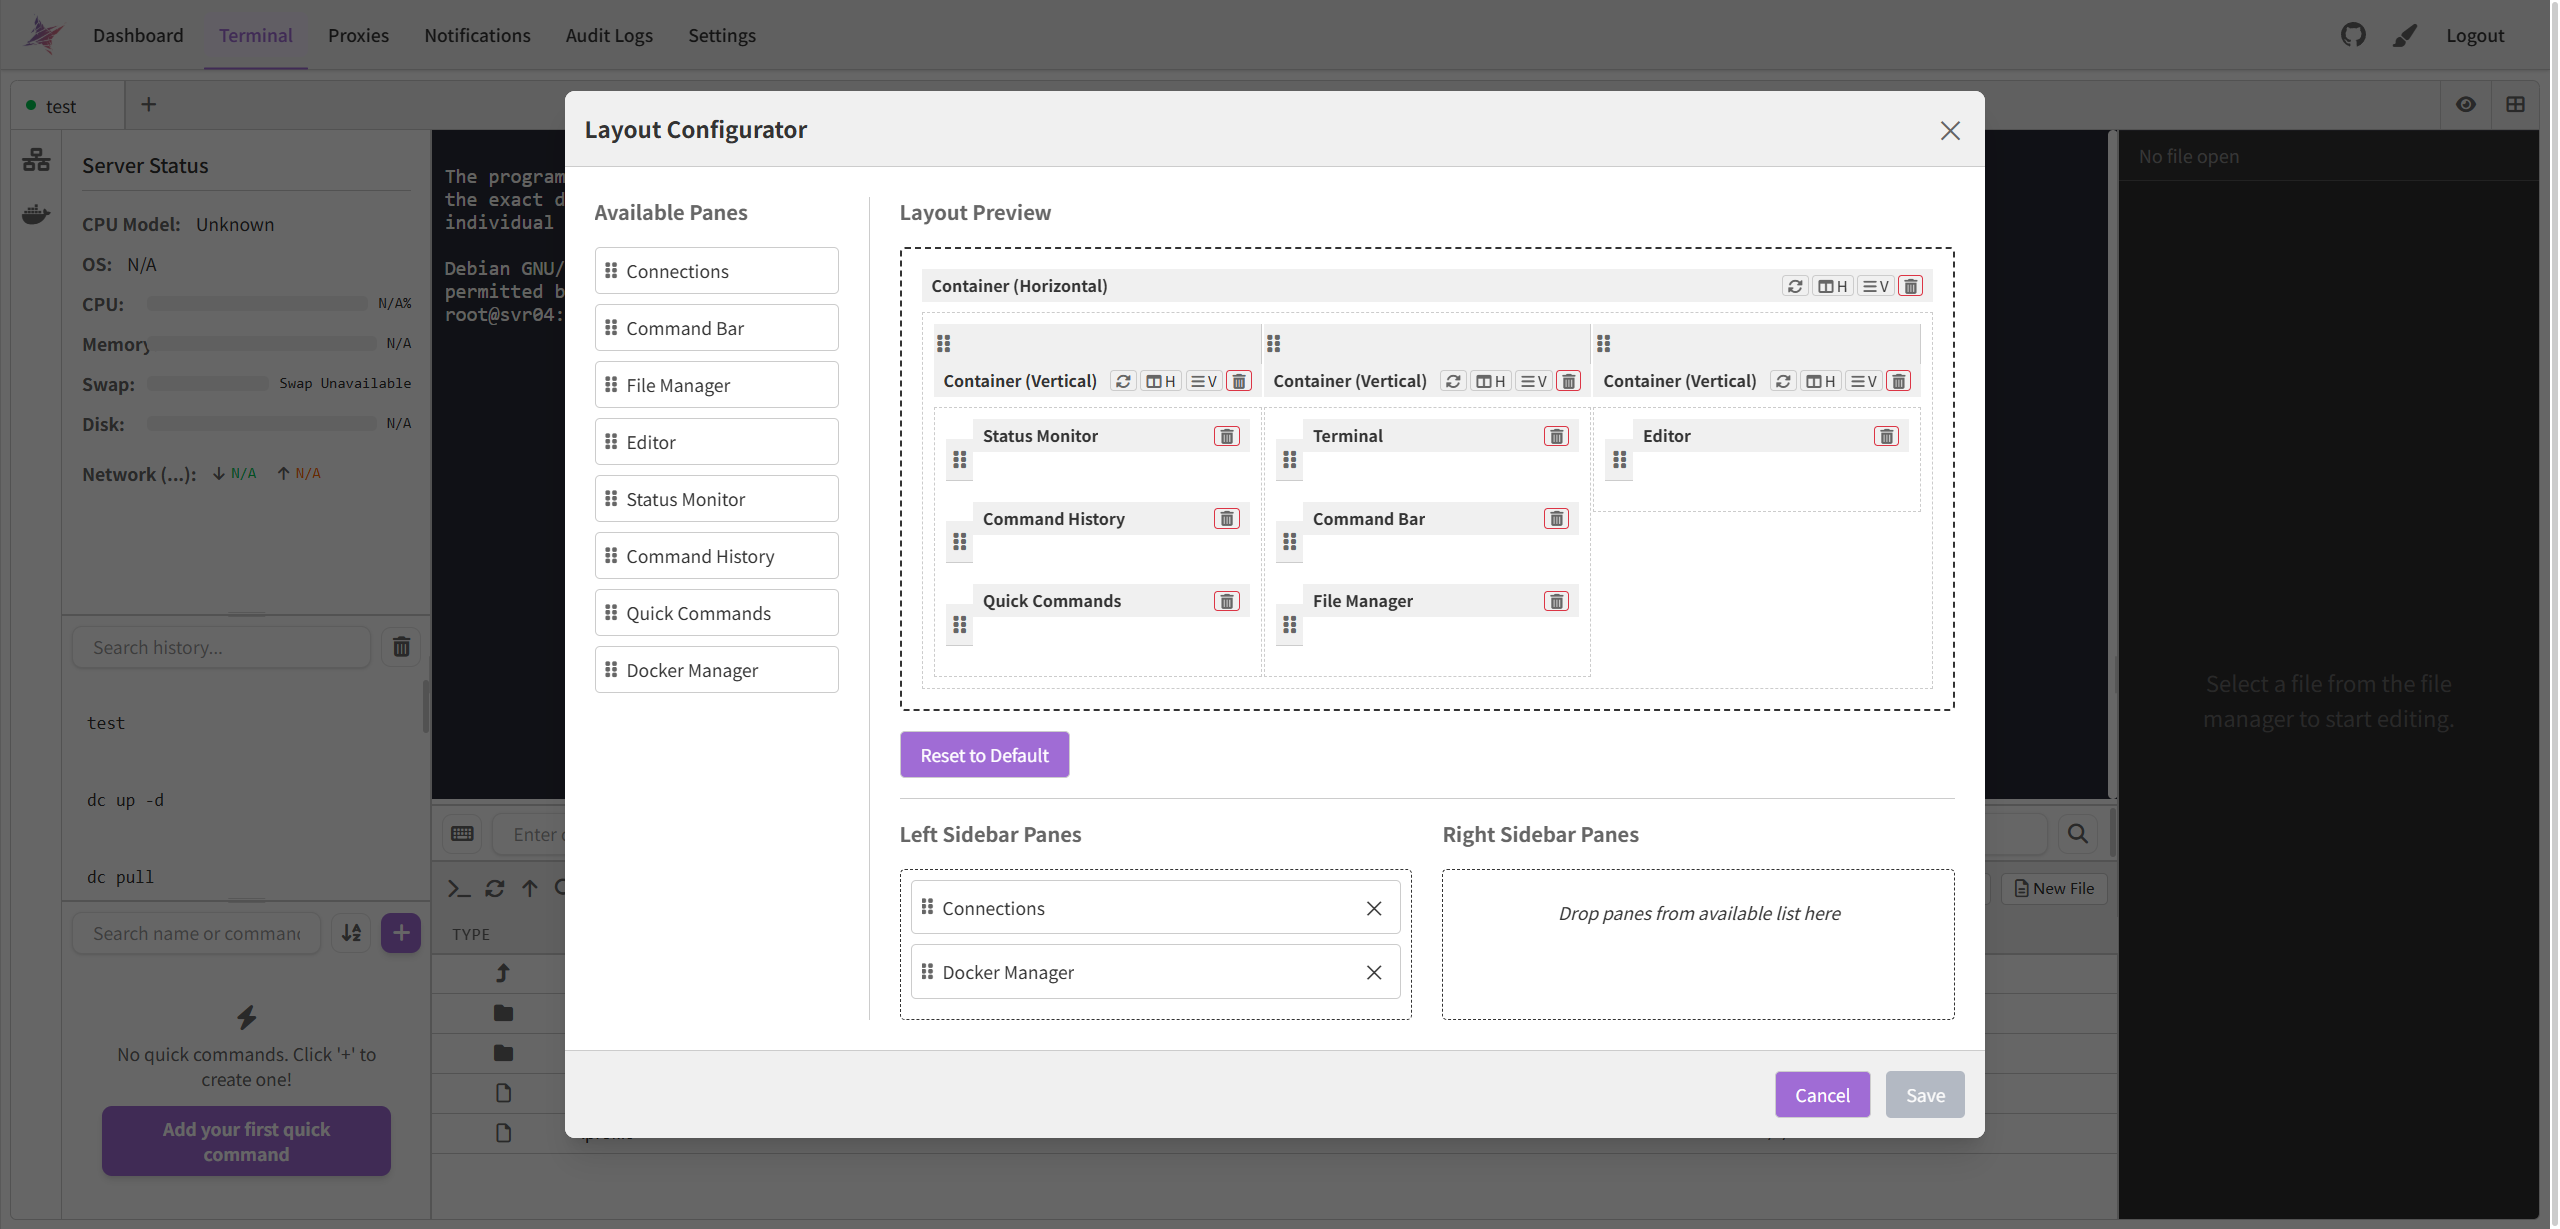 Dashboard
Terminal
Proxies
Notifications
Audit Logs
Settings
Logout
test
Server Status
CPU Model: Unknown
OS: N/A
CPU: N/A%
Memory N/A
Swap: Swap Unavailable
Disk: N/A
Network (...): N/A N/A
Search history...
test
dc up -d
dc pull
Search name or comman
No quick commands. Click '+' to
create one!
Add your first quick
command
The program
the exact d
individual
Debian GNU/
permitted b
root@svr04:
Enter
TYPE
New File
No file open
Select a file from the file
manager to start editing.
Layout Configurator
Available Panes
Connections
Command Bar
File Manager
Editor
Status Monitor
Command History
Quick Commands
Docker Manager
Layout Preview
Container (Horizontal) H V
Container (Vertical) H V
Status Monitor
Command History
Quick Commands
Container (Vertical) H V
Terminal
Command Bar
File Manager
Container (Vertical) H V
Editor
Reset to Default
Left Sidebar Panes
Connections
Docker Manager
Right Sidebar Panes
Drop panes from available list here
Cancel
Save